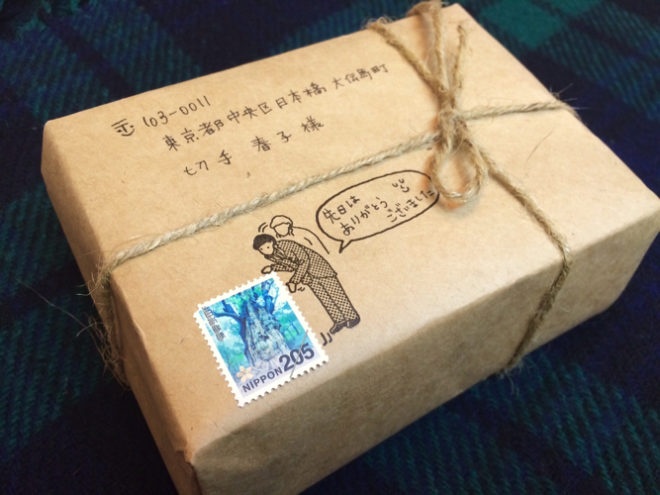 〒 103-0011
東京都中央区日本橋 大伝馬町
切手 春子 様
先日は
ありがとう
ございました
NIPPON 205